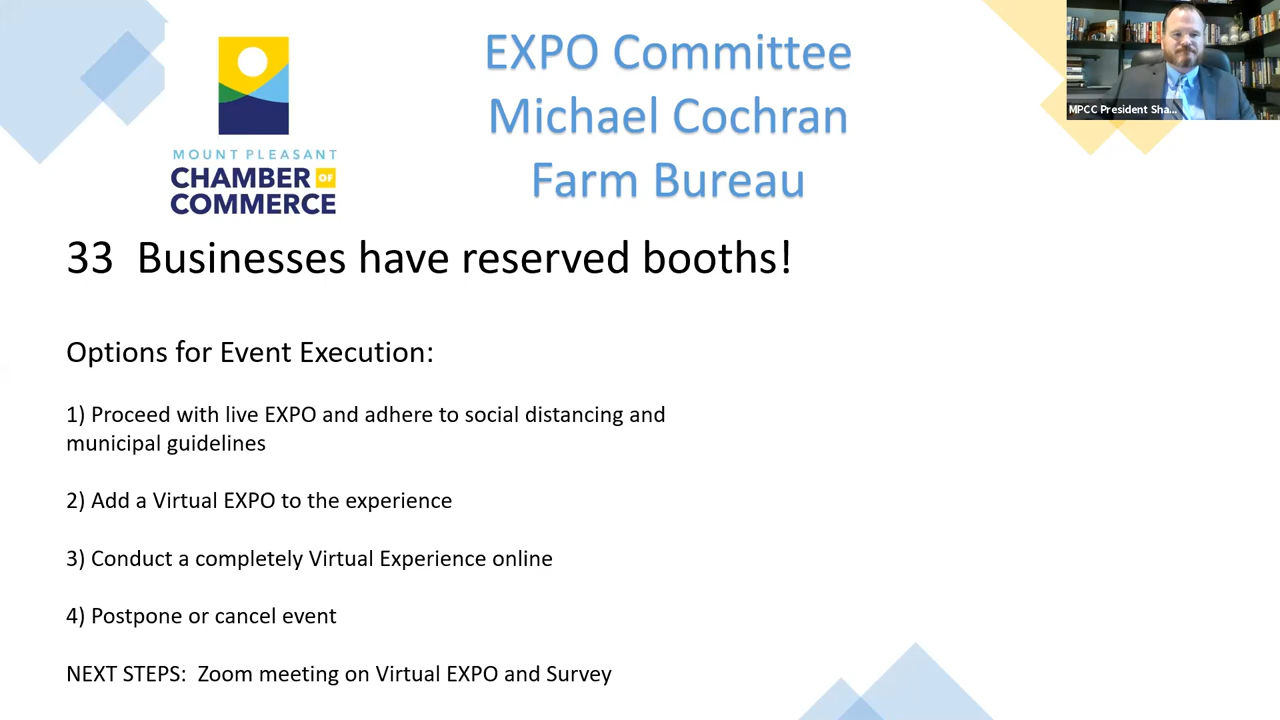 EXPO Committee
Michael Cochran
Farm Bureau
MPCC President Sha...
MOUNT PLEASANT
CHAMBER OF
COMMERCE
33 Businesses have reserved booths!
Options for Event Execution:
1) Proceed with live EXPO and adhere to social distancing and
municipal guidelines
2) Add a Virtual EXPO to the experience
3) Conduct a completely Virtual Experience online
4) Postpone or cancel event
NEXT STEPS:  Zoom meeting on Virtual EXPO and Survey